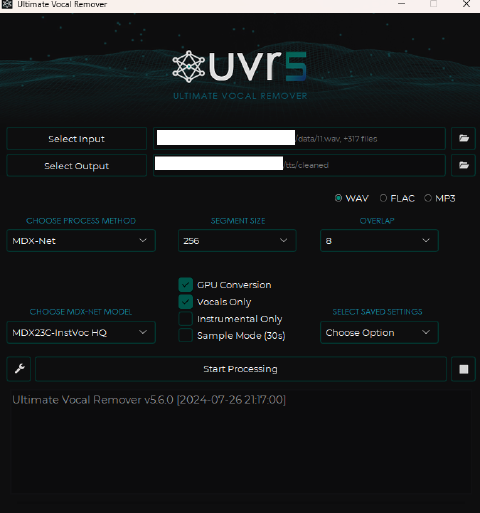 Ultimate Vocal Remover
uvr5
ULTIMATE VOCAL REMOVER
Select Input /data/11.wav, +317 files
Select Output /tts/cleaned
WAV FLAC MP3
CHOOSE PROCESS METHOD SEGMENT SIZE OVERLAP
MDX-Net 256 8
GPU Conversion
Vocals Only
CHOOSE MDX-NET MODEL Instrumental Only SELECT SAVED SETTINGS
MDX23C-InstVoc HQ Sample Mode (30s) Choose Option
Start Processing
Ultimate Vocal Remover v5.6.0 [2024-07-26 21:17:00]